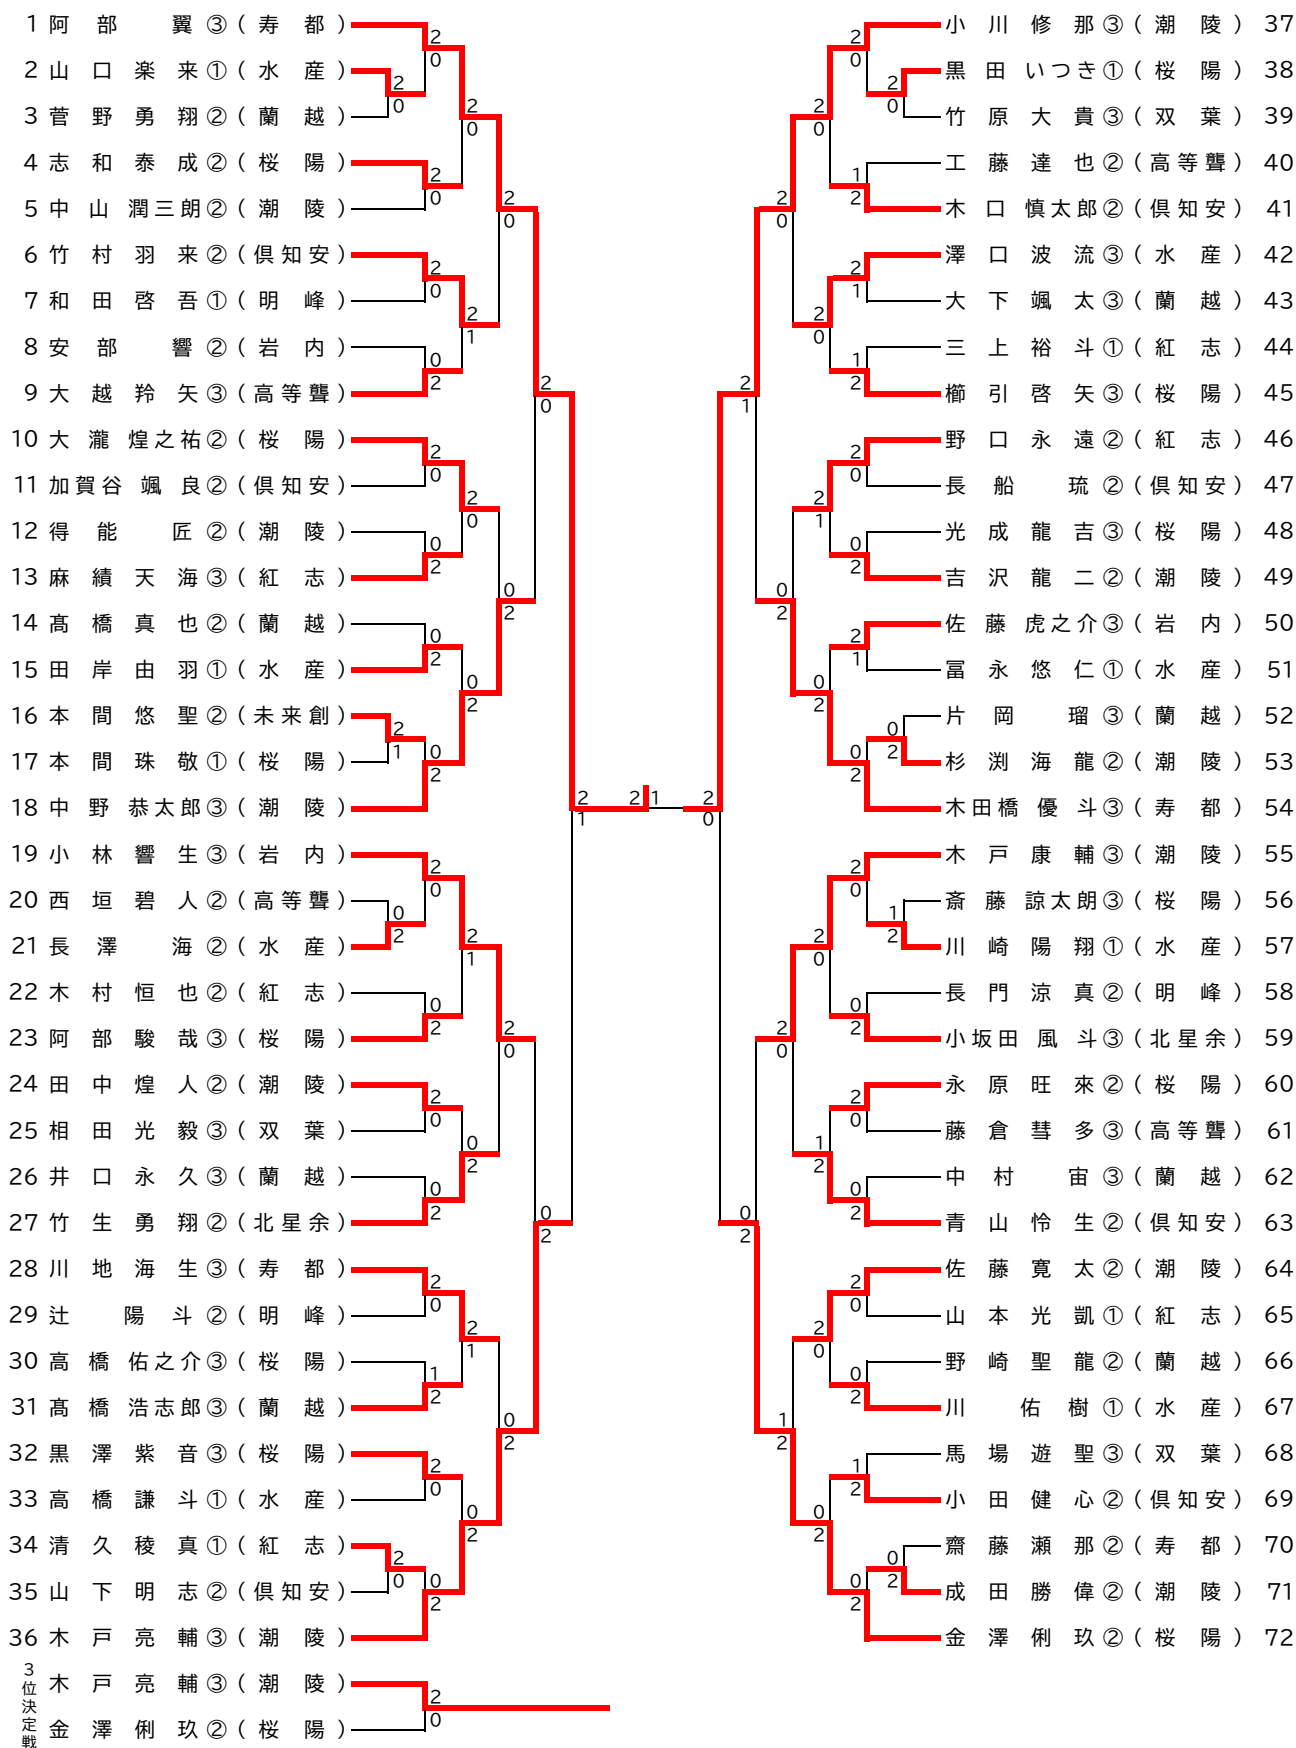 1 阿部 翼③(寿都)
2 山口楽来①(水産)
3 菅野勇翔②(蘭越)
4 志和泰成②(桜陽)
5 中山潤三朗②(潮陵)
6 竹村羽来②(倶知安)
7 和田啓吾①(明峰)
8 安部 響②(岩内)
9 大越羚矢③(高等聾)
10 大瀧煌之祐②(桜陽)
11 加賀谷颯良②(倶知安)
12 得能 匠②(潮陵)
13 麻績天海③(紅志)
14 髙橋真也②(蘭越)
15 田岸由羽①(水産)
16 本間悠聖②(未来創)
17 本間珠敬①(桜陽)
18 中野恭太郎③(潮陵)
19 小林響生③(岩内)
20 西垣碧人②(高等聾)
21 長澤 海②(水産)
22 木村恒也②(紅志)
23 阿部駿哉③(桜陽)
24 田中煌人②(潮陵)
25 相田光毅③(双葉)
26 井口永久③(蘭越)
27 竹生勇翔②(北星余)
28 川地海生③(寿都)
29 辻 陽斗②(明峰)
30 高橋佑之介③(桜陽)
31 髙橋浩志郎③(蘭越)
32 黒澤紫音③(桜陽)
33 高橋謙斗①(水産)
34 清久稜真①(紅志)
35 山下明志②(倶知安)
36 木戸亮輔③(潮陵)
3位決定戦
木戸亮輔③(潮陵)
金澤俐玖②(桜陽)
2
0
2 2 1 2
1 0
小川修那③(潮陵) 37
黒田いつき①(桜陽) 38
竹原大貴③(双葉) 39
工藤達也②(高等聾) 40
木口慎太郎②(倶知安) 41
澤口波流③(水産) 42
大下颯太③(蘭越) 43
三上裕斗①(紅志) 44
櫛引啓矢③(桜陽) 45
野口永遠②(紅志) 46
長船 琉②(倶知安) 47
光成龍吉③(桜陽) 48
吉沢龍二②(潮陵) 49
佐藤虎之介③(岩内) 50
冨永悠仁①(水産) 51
片岡 瑠③(蘭越) 52
杉渕海龍②(潮陵) 53
木田橋優斗③(寿都) 54
木戸康輔③(潮陵) 55
斎藤諒太朗③(桜陽) 56
川崎陽翔①(水産) 57
長門涼真②(明峰) 58
小坂田風斗③(北星余) 59
永原旺來②(桜陽) 60
藤倉彗多③(高等聾) 61
中村 宙③(蘭越) 62
青山怜生②(倶知安) 63
佐藤寛太②(潮陵) 64
山本光凱①(紅志) 65
野崎聖龍②(蘭越) 66
川 佑樹①(水産) 67
馬場遊聖③(双葉) 68
小田健心②(倶知安) 69
齋藤瀬那②(寿都) 70
成田勝偉②(潮陵) 71
金澤俐玖②(桜陽) 72